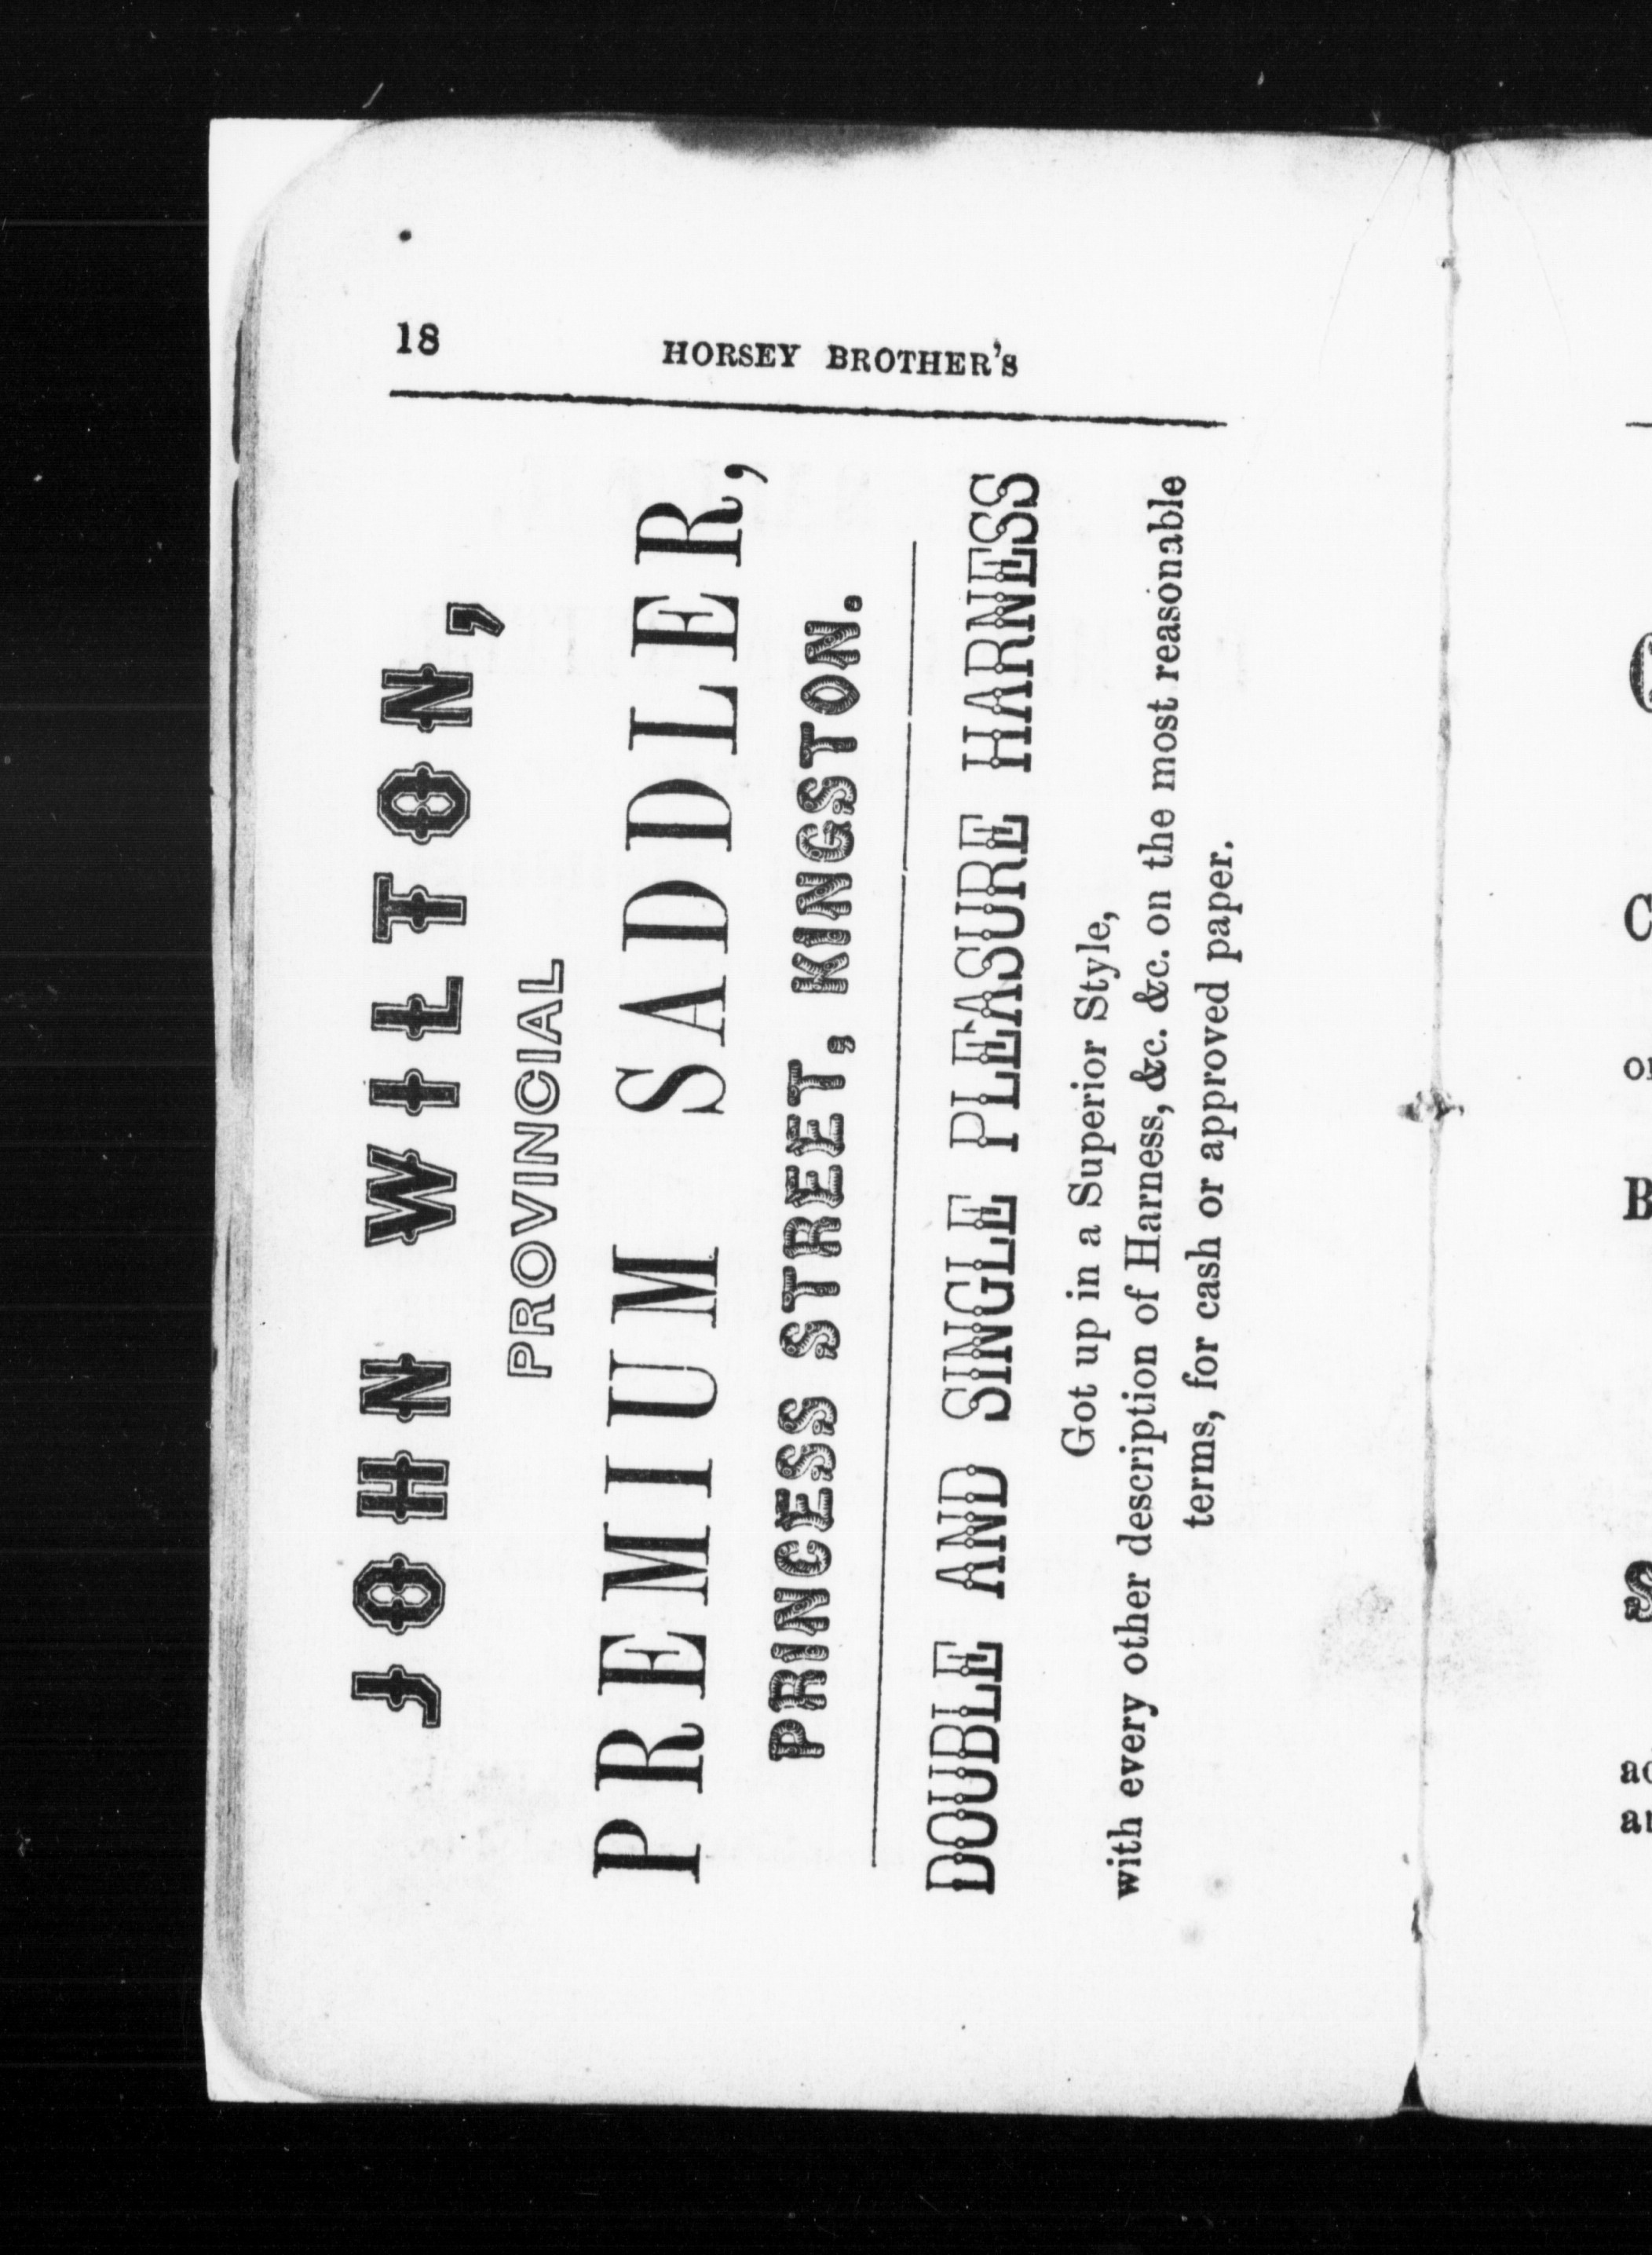 18 HORSEY BROTHER'S
JOHN WILTON,
PROVINCIAL
PREMIUM SADDLER,
PRINCESS STREET, KINGSTON.
DOUBLE AND SINGLE PLEASURE HARNESS
Got up in a Superior Style,
with every other description of Harness, &c. &c. on the most reasonable
terms, for cash or approved paper.